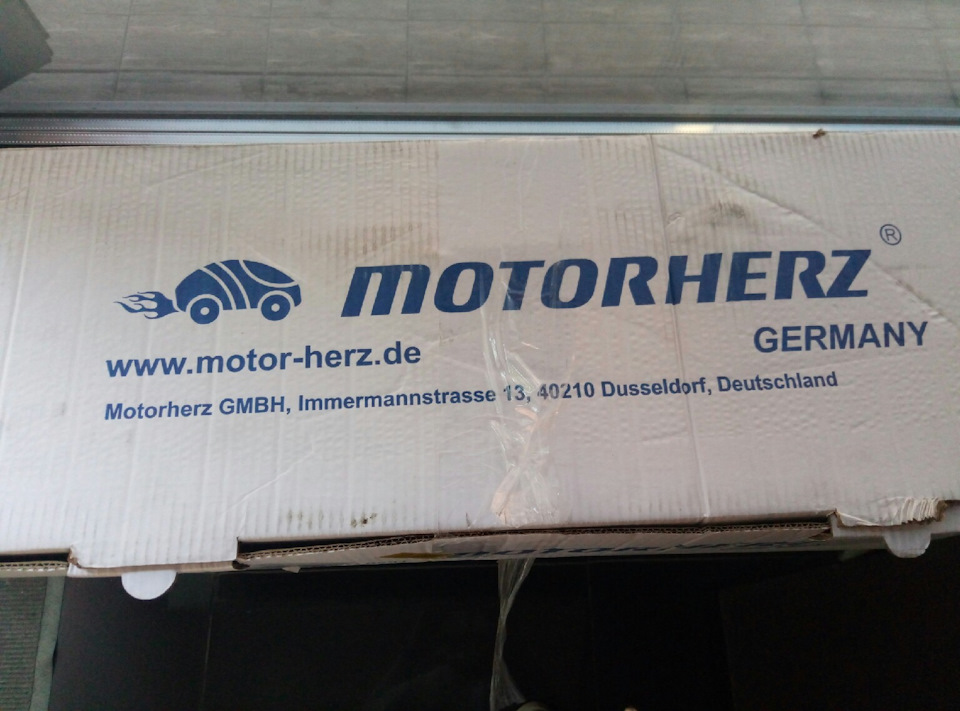 MOTORHERZ ®
GERMANY
www.motor-herz.de
Motorherz GMBH, Immermannstrasse 13, 40210 Dusseldorf, Deutschland